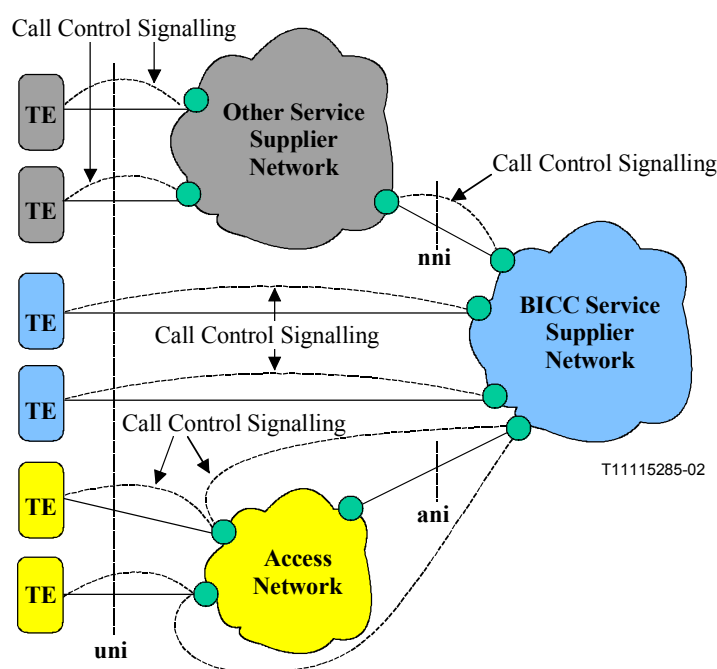 Call Control Signalling
TE
Other Service
Supplier
Network
Call Control Signalling
TE
nni
TE
BICC Service
Supplier
Network
Call Control Signalling
TE
Call Control Signalling
T11115285-02
TE
ani
Access
Network
TE
uni